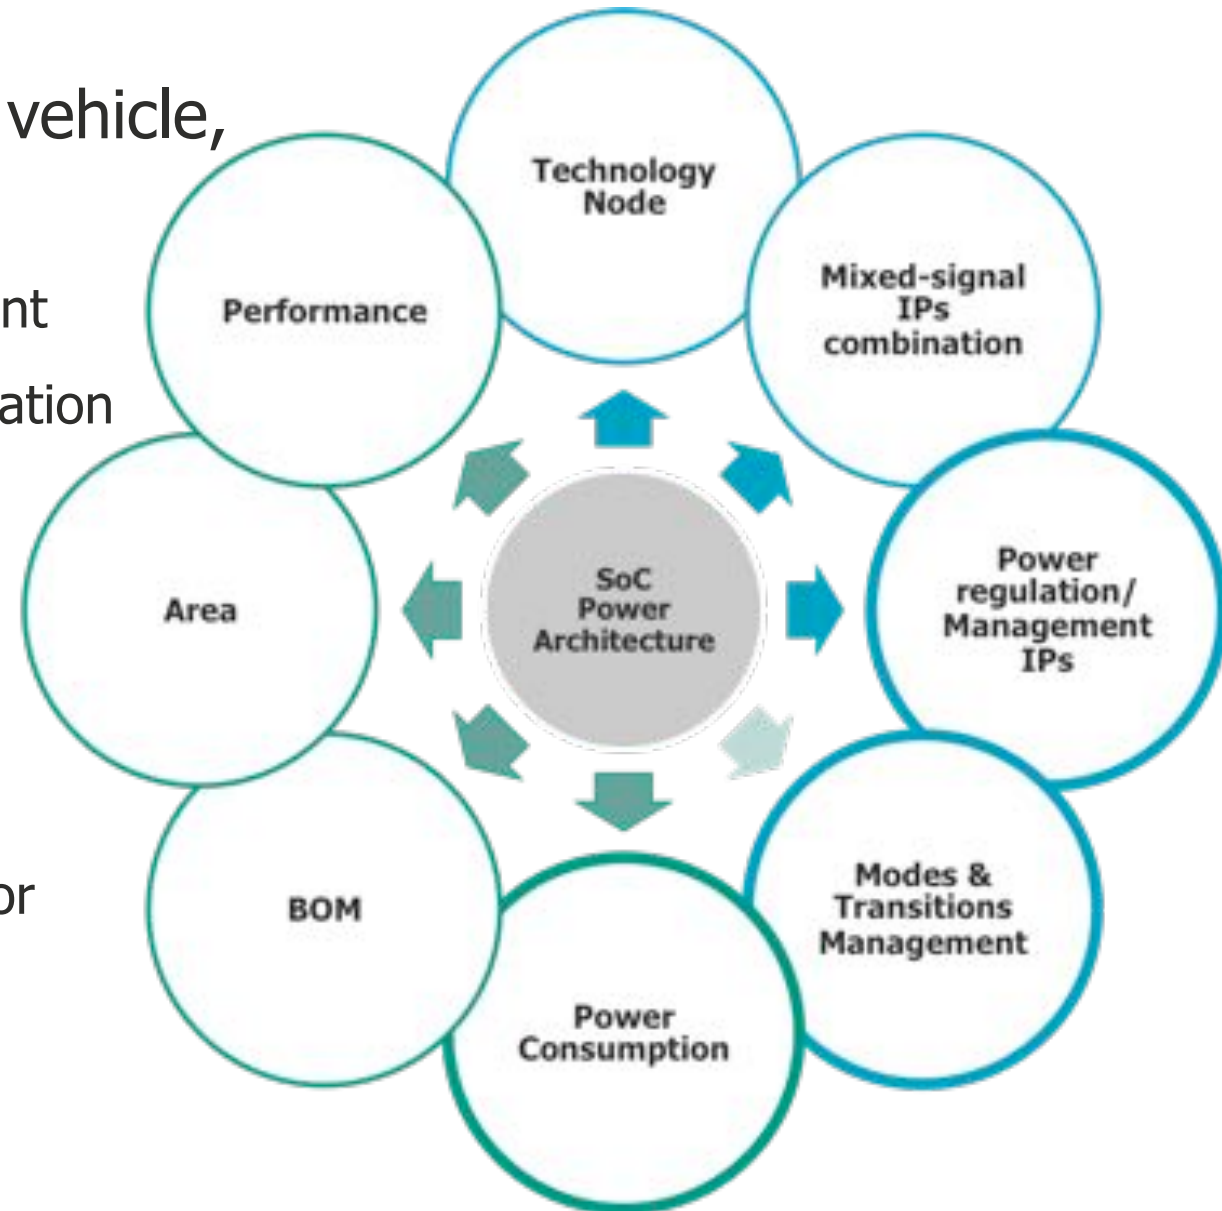 vehicle,
nt
ation
or
Technology
Node
Mixed-signal
IPs
combination
Power
regulation/
Management
IPs
Modes &
Transitions
Management
Power
Consumption
BOM
Area
Performance
SoC
Power
Architecture